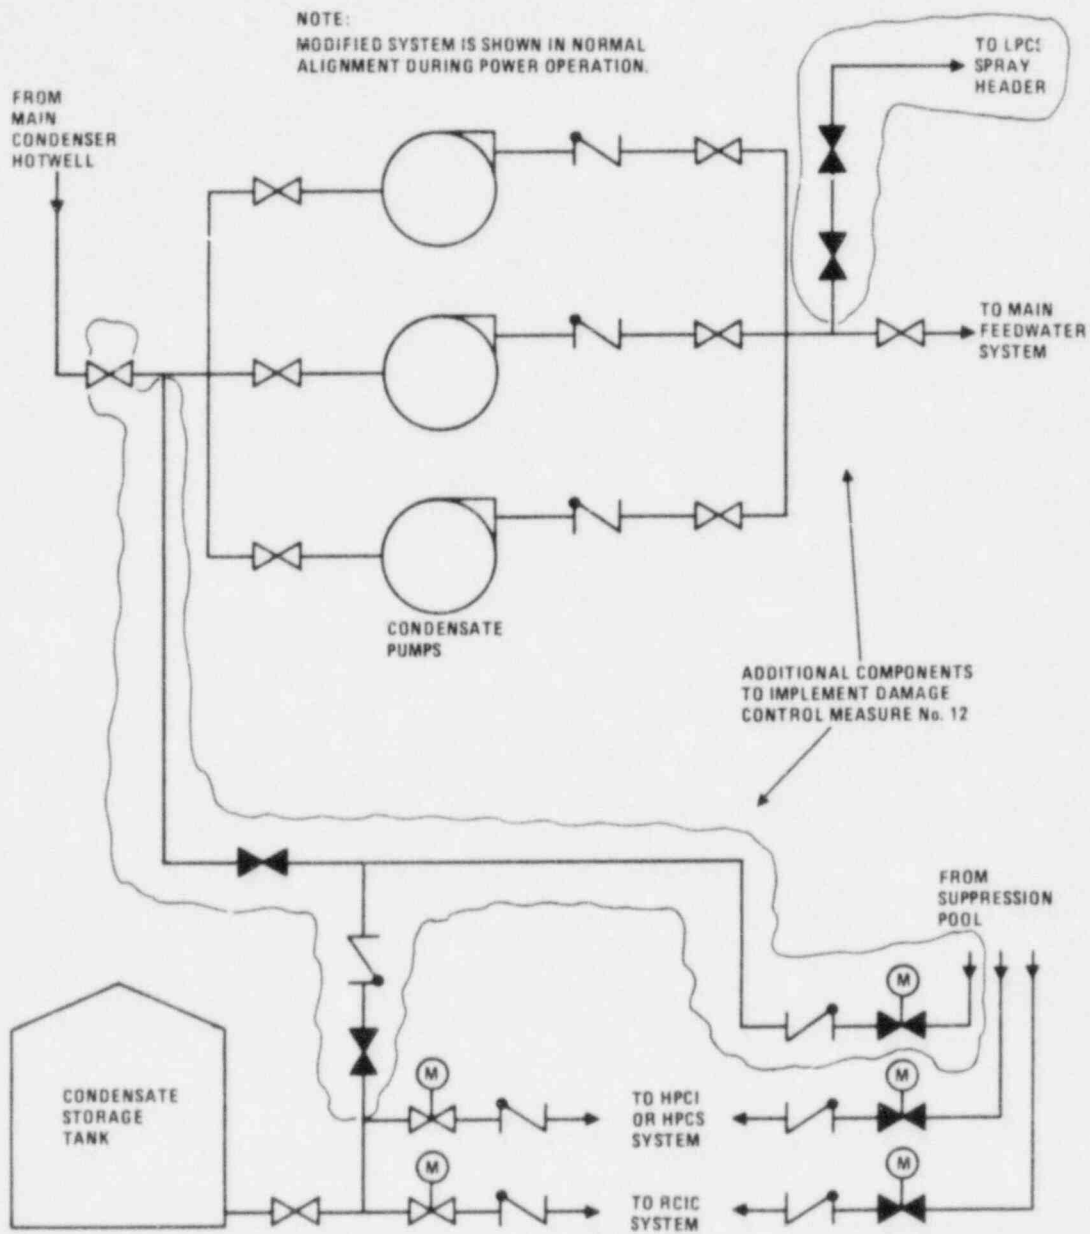 NOTE:
MODIFIED SYSTEM IS SHOWN IN NORMAL
ALIGNMENT DURING POWER OPERATION.
TO LPCS
SPRAY
HEADER
FROM
MAIN
CONDENSER
HOTWELL
TO MAIN
FEEDWATER
SYSTEM
CONDENSATE
PUMPS
ADDITIONAL COMPONENTS
TO IMPLEMENT DAMAGE
CONTROL MEASURE No. 12
FROM
SUPPRESSION
POOL
M
CONDENSATE
STORAGE
TANK
M
TO HPCI
OR HPCS
SYSTEM
M
M
TO RCIC
SYSTEM
M